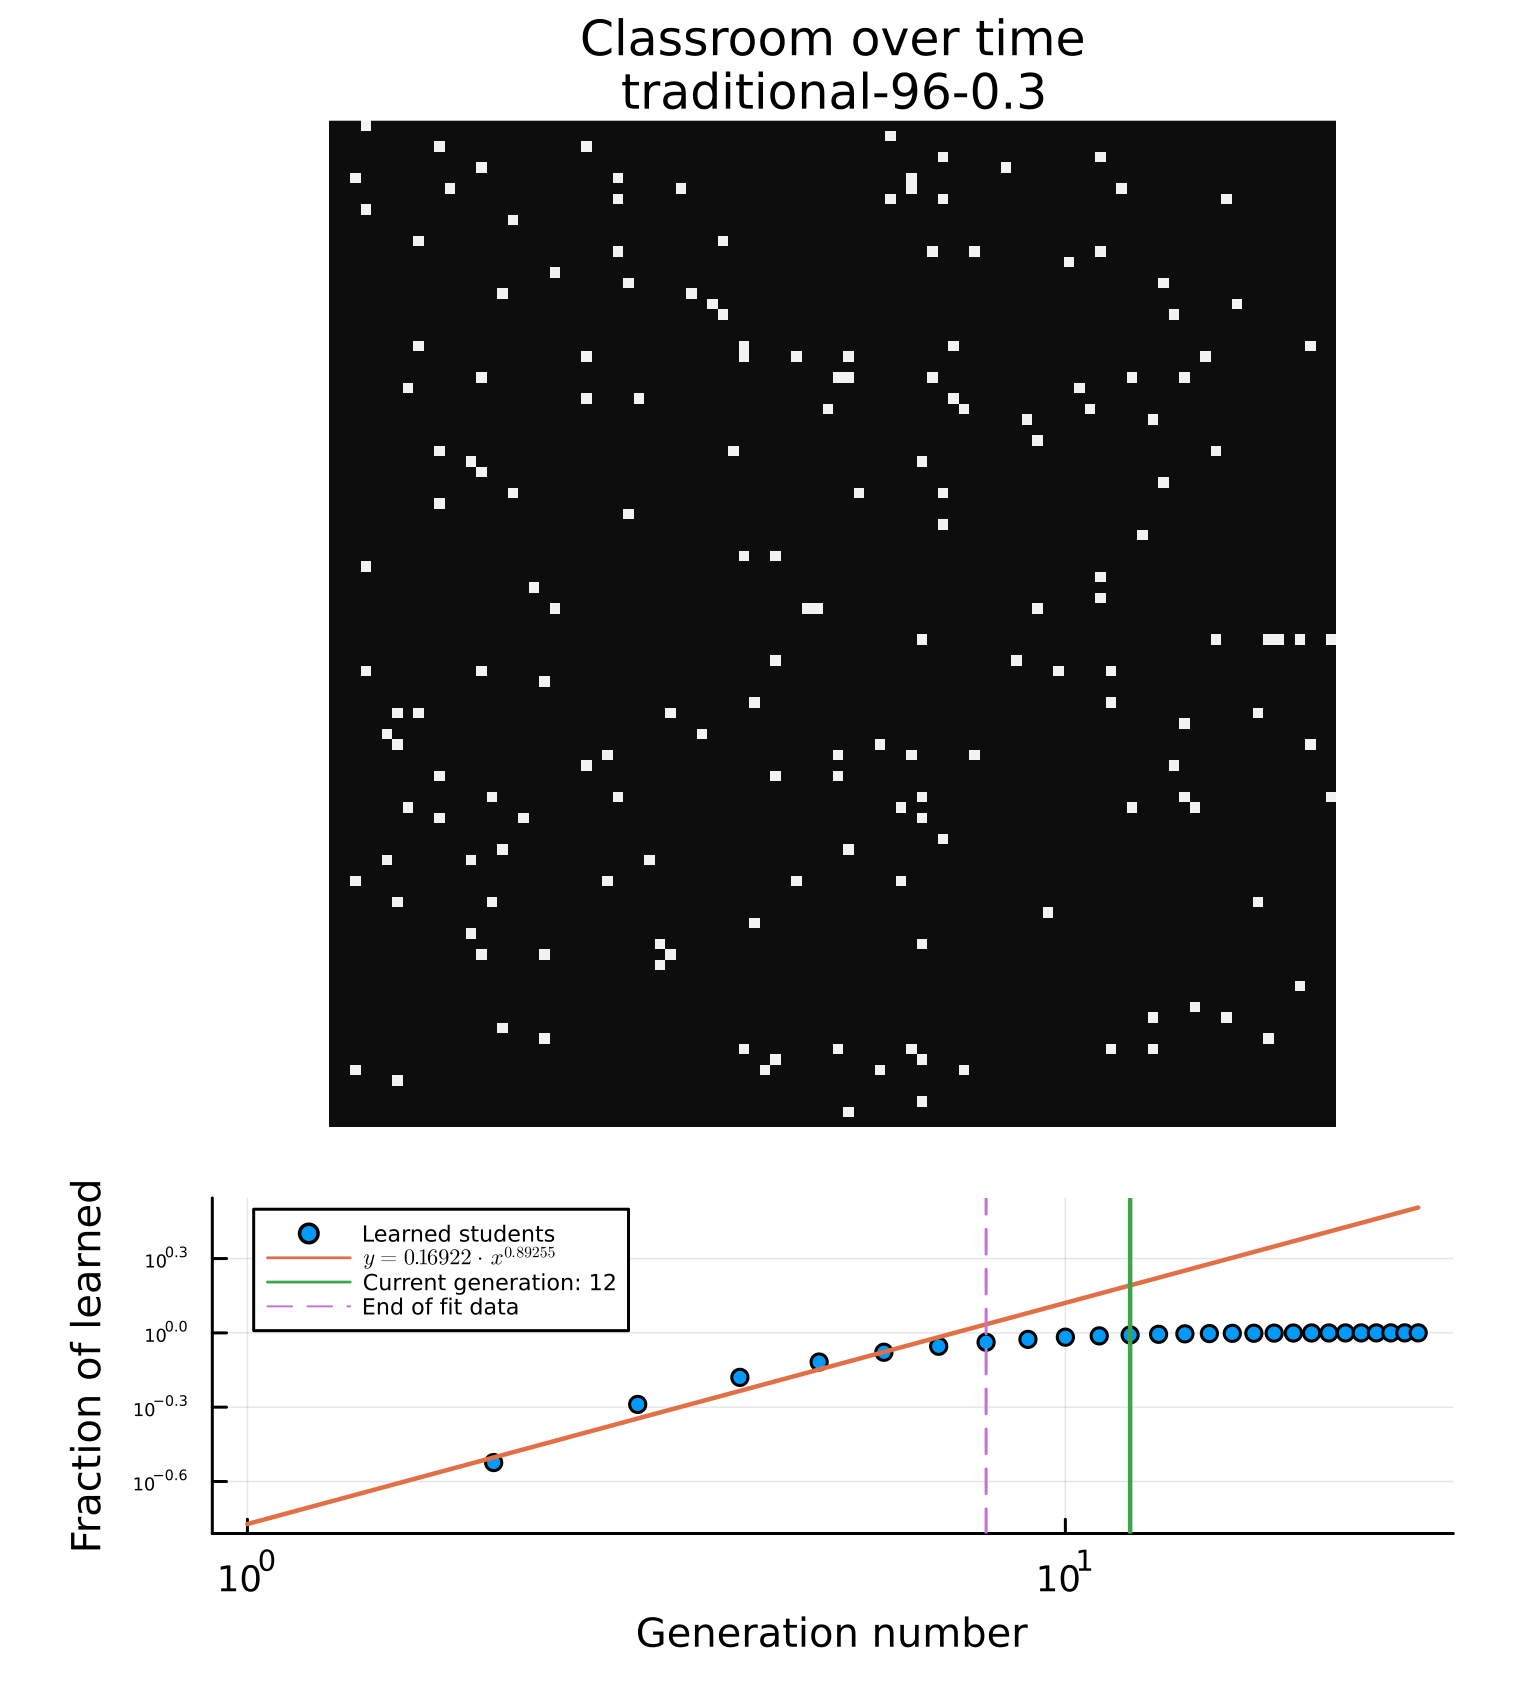 Classroom over time
traditional-96-0.3
Fraction of learned
10^0.3
10^0.0
10^−0.3
10^−0.6
Learned students
y = 0.16922 · x^0.89255
Current generation: 12
End of fit data
10^0 10^1
Generation number